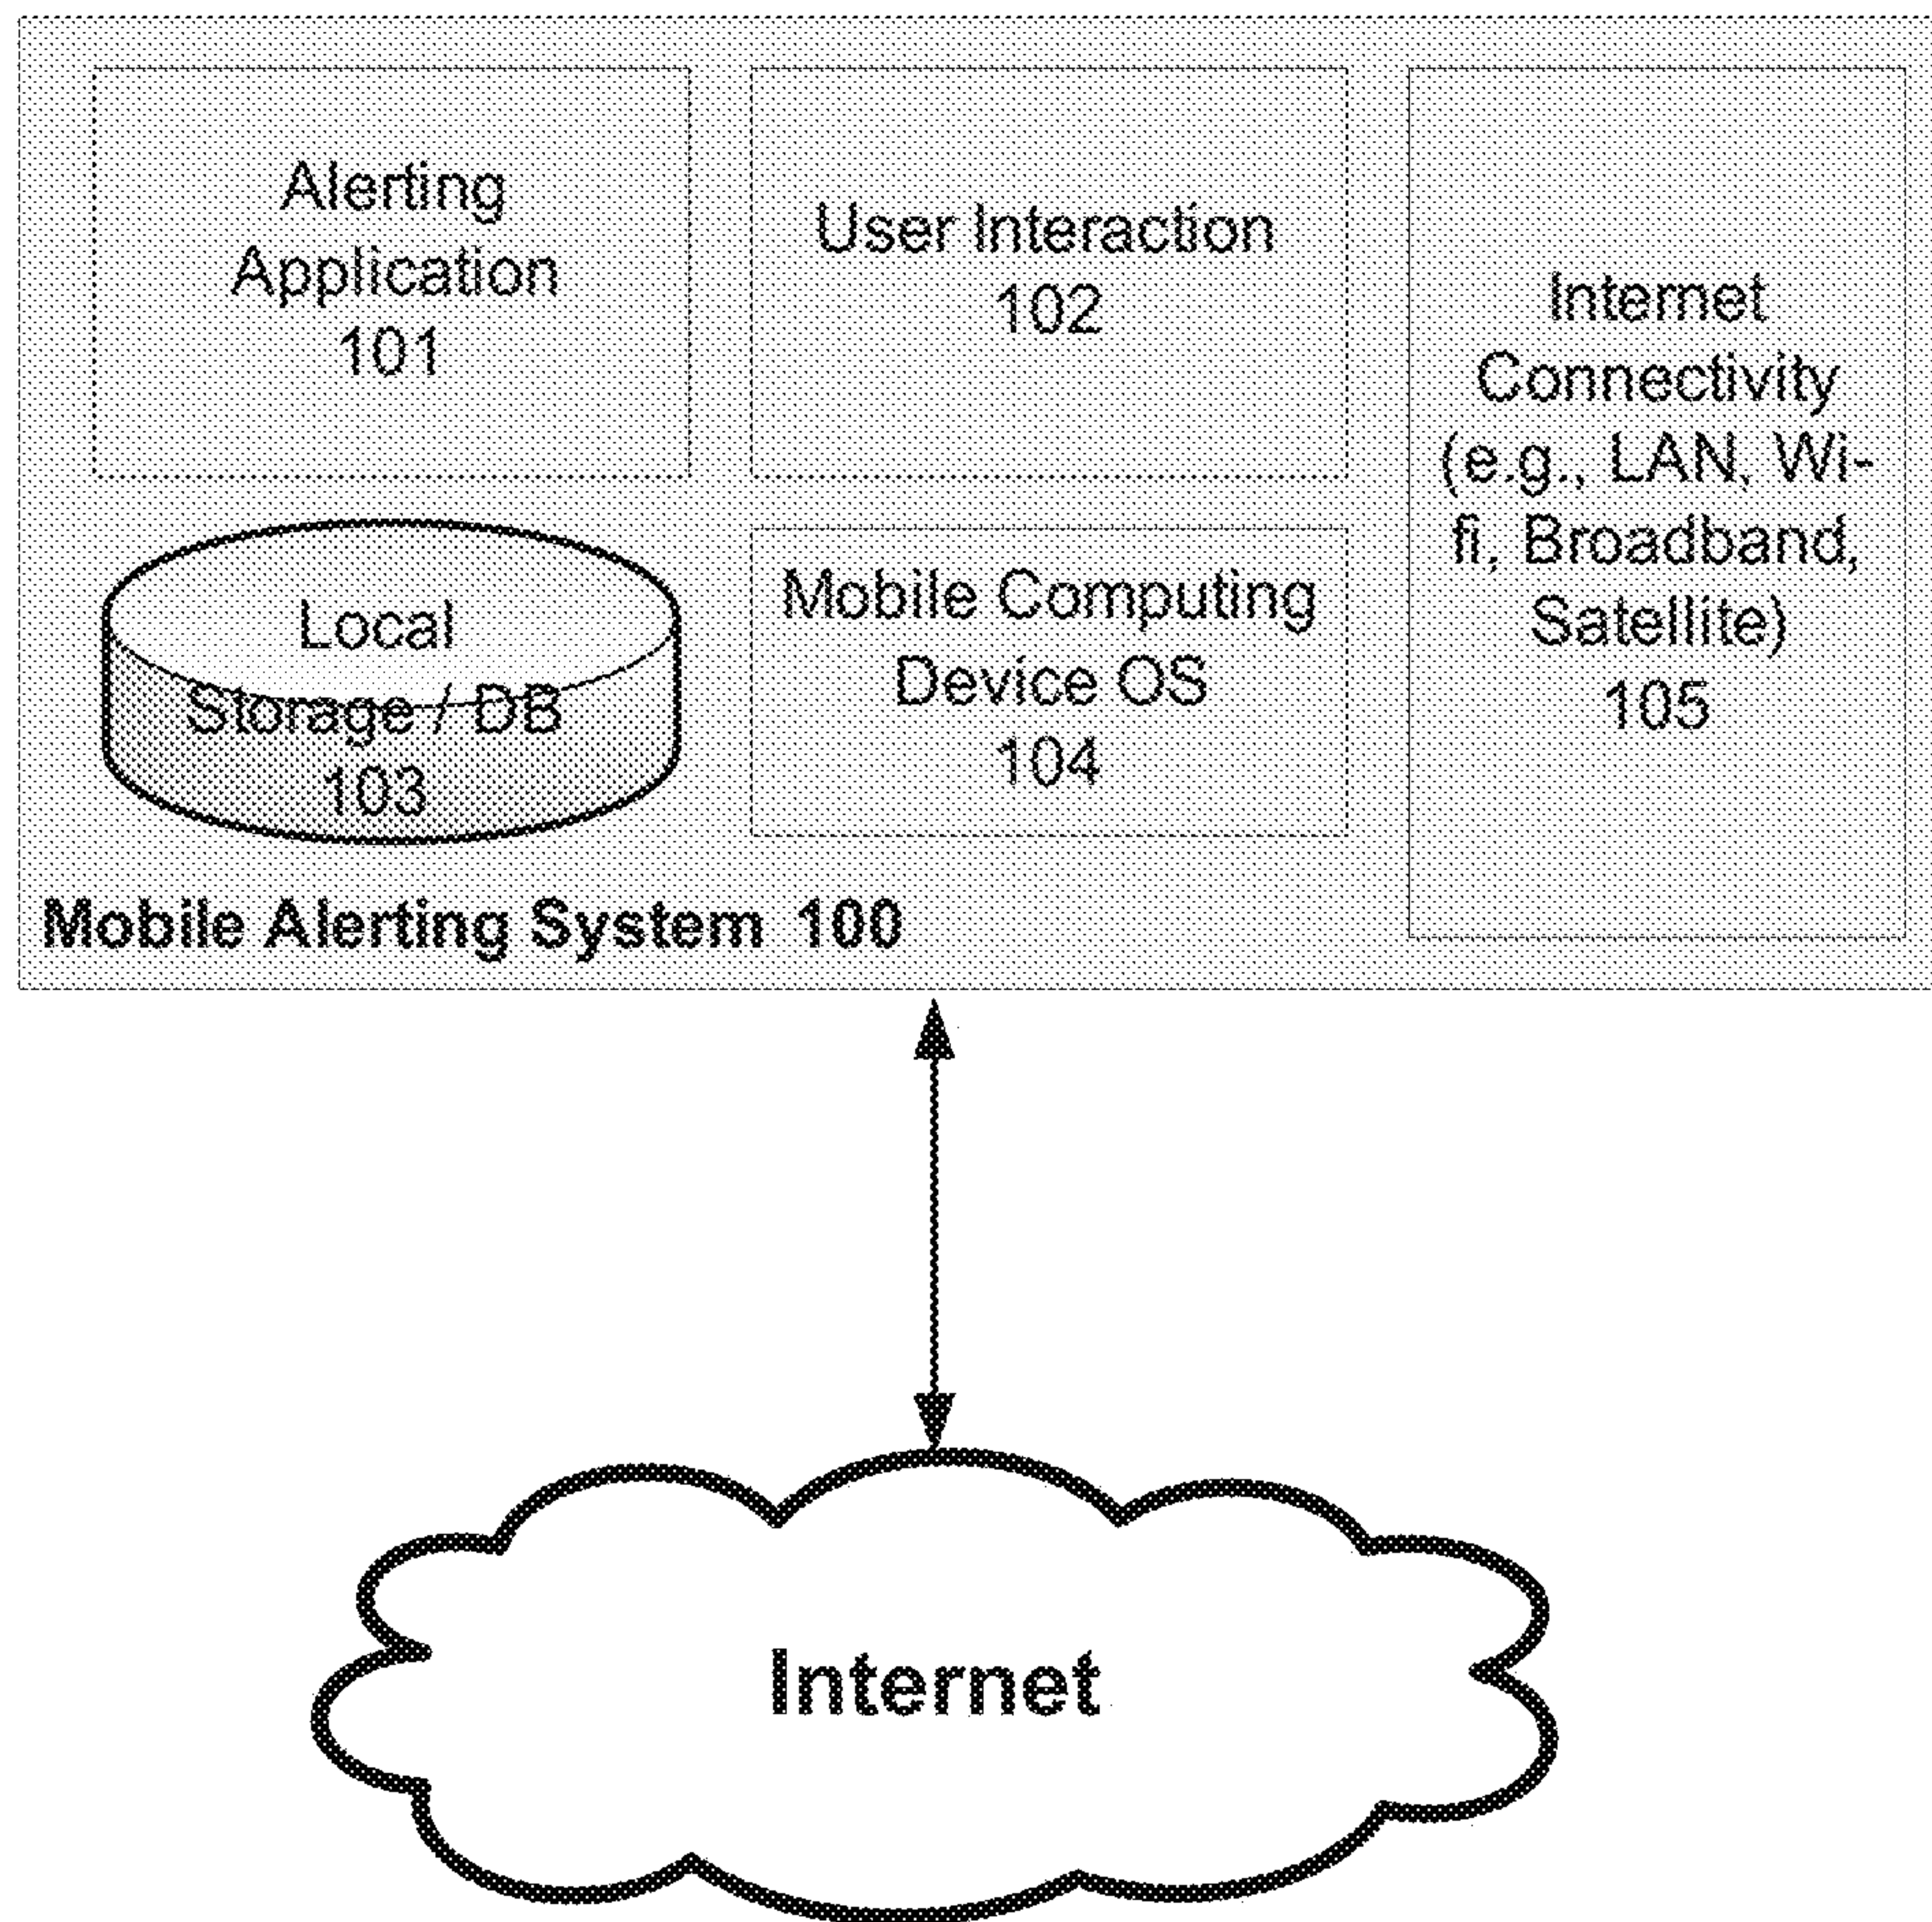 Alerting
Application
101
User Interaction
102
Internet
Connectivity
(e.g., LAN, Wi-
fi, Broadband,
Satellite)
105
Local
Storage / DB
103
Mobile Computing
Device OS
104
Mobile Alerting System 100
Internet